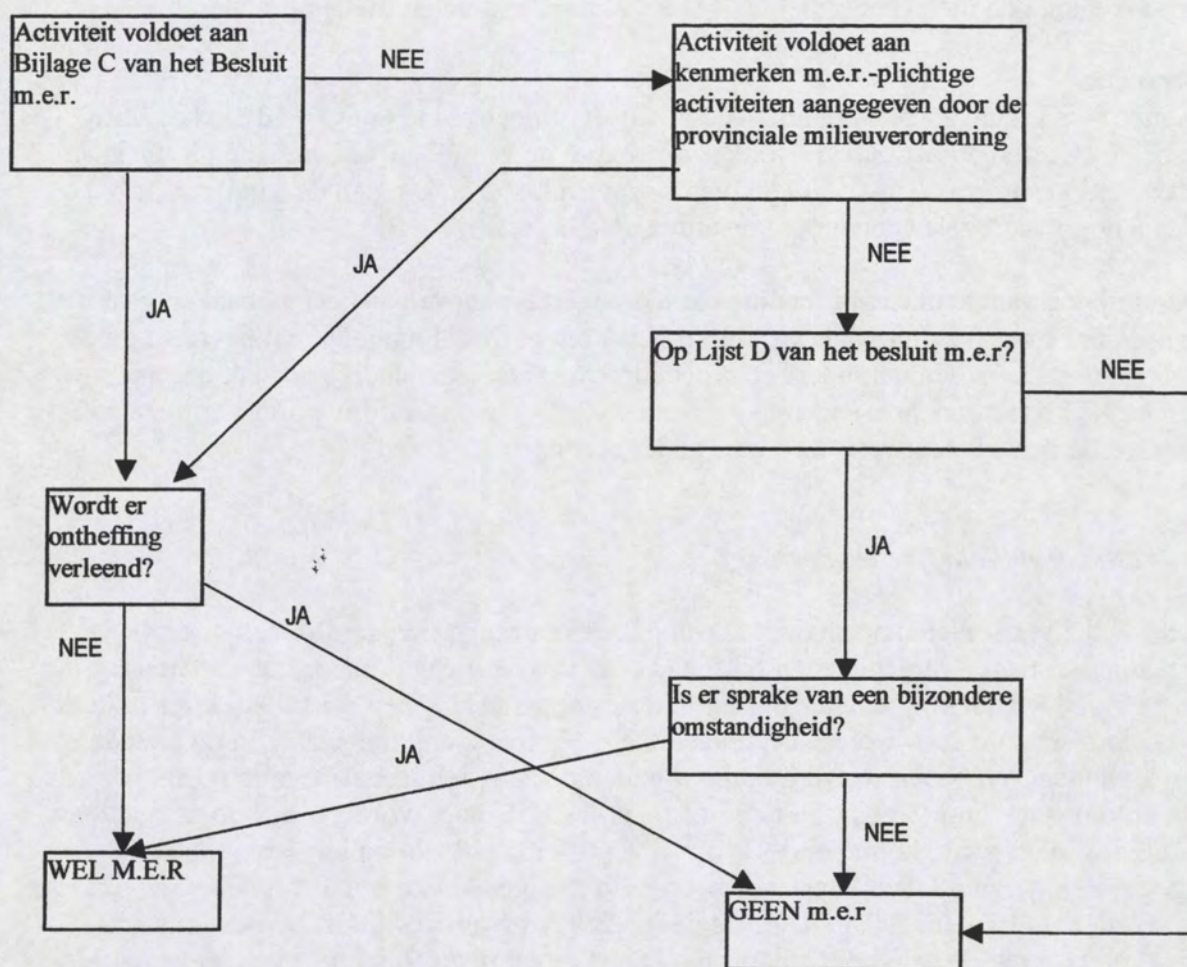 Activiteit voldoet aan
Bijlage C van het Besluit
m.e.r.
NEE
Activiteit voldoet aan
kenmerken m.e.r.-plichtige
activiteiten aangegeven door de
provinciale milieuverordening
JA
JA
NEE
Op Lijst D van het besluit m.e.r?
NEE
Wordt er
ontheffing
verleend?
JA
NEE
JA
Is er sprake van een bijzondere
omstandigheid?
JA
NEE
WEL M.E.R
GEEN m.e.r